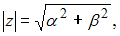 |z| = √(α² + β²),